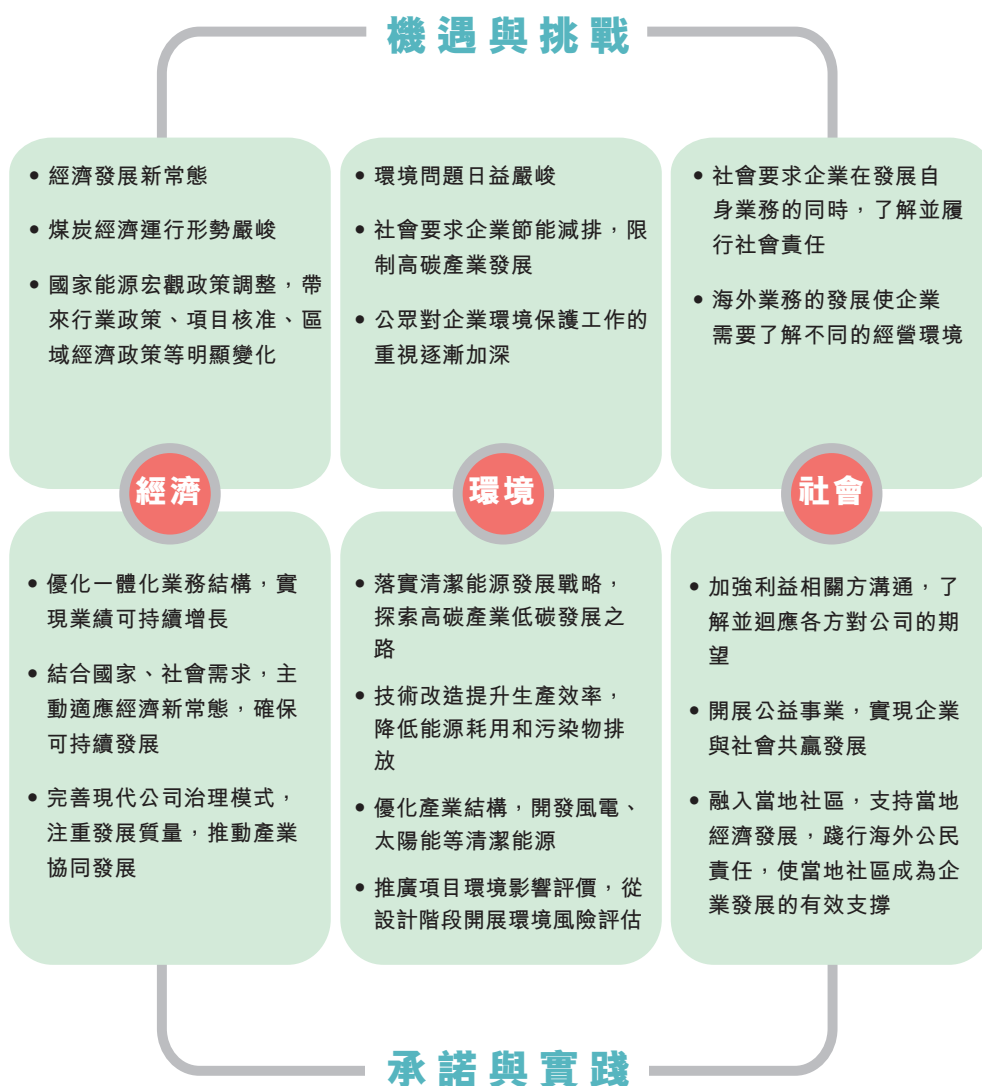 機遇與挑戰
• 經濟發展新常態
• 煤炭經濟運行形勢嚴峻
• 國家能源宏觀政策調整，帶
來行業政策、項目核准、區
域經濟政策等明顯變化
• 環境問題日益嚴峻
• 社會要求企業節能減排，限
制高碳產業發展
• 公眾對企業環境保護工作的
重視逐漸加深
• 社會要求企業在發展自
身業務的同時，了解並履
行社會責任
• 海外業務的發展使企業
需要了解不同的經營環境
經濟
環境
社會
• 優化一體化業務結構，實
現業績可持續增長
• 結合國家、社會需求，主
動適應經濟新常態，確保
可持續發展
• 完善現代公司治理模式，
注重發展質量，推動產業
協同發展
• 落實清潔能源發展戰略，
探索高碳產業低碳發展之
路
• 技術改造提升生產效率，
降低能源耗用和污染物排
放
• 優化產業結構，開發風電、
太陽能等清潔能源
• 推廣項目環境影響評價，從
設計階段開展環境風險評估
• 加強利益相關方溝通，了
解並迴應各方對公司的期
望
• 開展公益事業，實現企業
與社會共贏發展
• 融入當地社區，支持當地
經濟發展，踐行海外公民
責任，使當地社區成為企
業發展的有效支撐
承諾與實踐